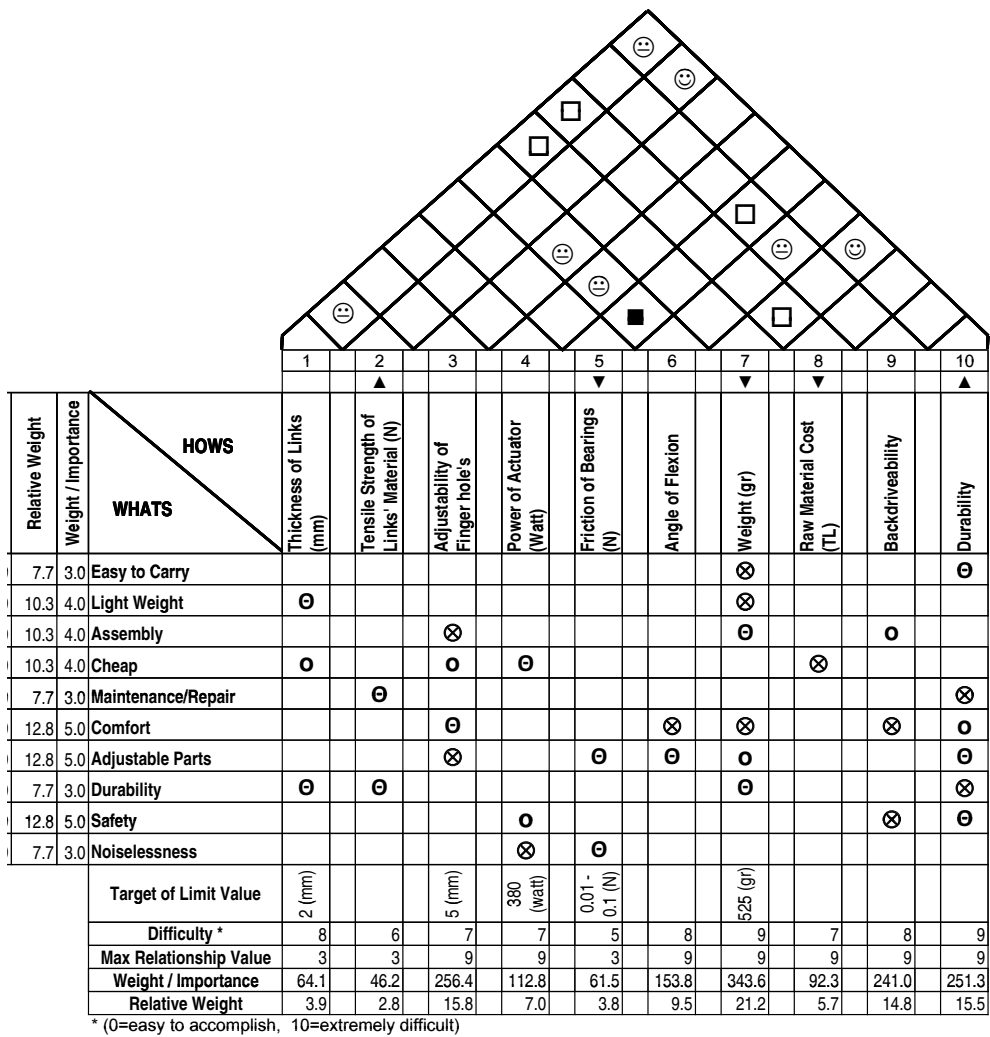 1 2 3 4 5 6 7 8 9 10
▲ ▼ ▼ ▼ ▲
Relative Weight
Weight / Importance
HOWS
WHATS
Thickness of Links (mm)
Tensile Strength of Links' Material (N)
Adjustability of Finger hole's
Power of Actuator (Watt)
Friction of Bearings (N)
Angle of Flexion
Weight (gr)
Raw Material Cost (TL)
Backdriveability
Durability
7.7 3.0 Easy to Carry ⊗ Θ
10.3 4.0 Light Weight Θ ⊗
10.3 4.0 Assembly ⊗ Θ o
10.3 4.0 Cheap o o Θ ⊗
7.7 3.0 Maintenance/Repair Θ ⊗
12.8 5.0 Comfort Θ ⊗ ⊗ ⊗ o
12.8 5.0 Adjustable Parts ⊗ Θ Θ o Θ
7.7 3.0 Durability Θ Θ Θ ⊗
12.8 5.0 Safety o ⊗ Θ
7.7 3.0 Noiselessness ⊗ Θ
Target of Limit Value 2 (mm) 5 (mm) 380 (watt) 0.01 - 0.1 (N) 525 (gr)
Difficulty * 8 6 7 7 5 8 9 7 8 9
Max Relationship Value 3 3 9 9 3 9 9 9 9 9
Weight / Importance 64.1 46.2 256.4 112.8 61.5 153.8 343.6 92.3 241.0 251.3
Relative Weight 3.9 2.8 15.8 7.0 3.8 9.5 21.2 5.7 14.8 15.5
* (0=easy to accomplish, 10=extremely difficult)